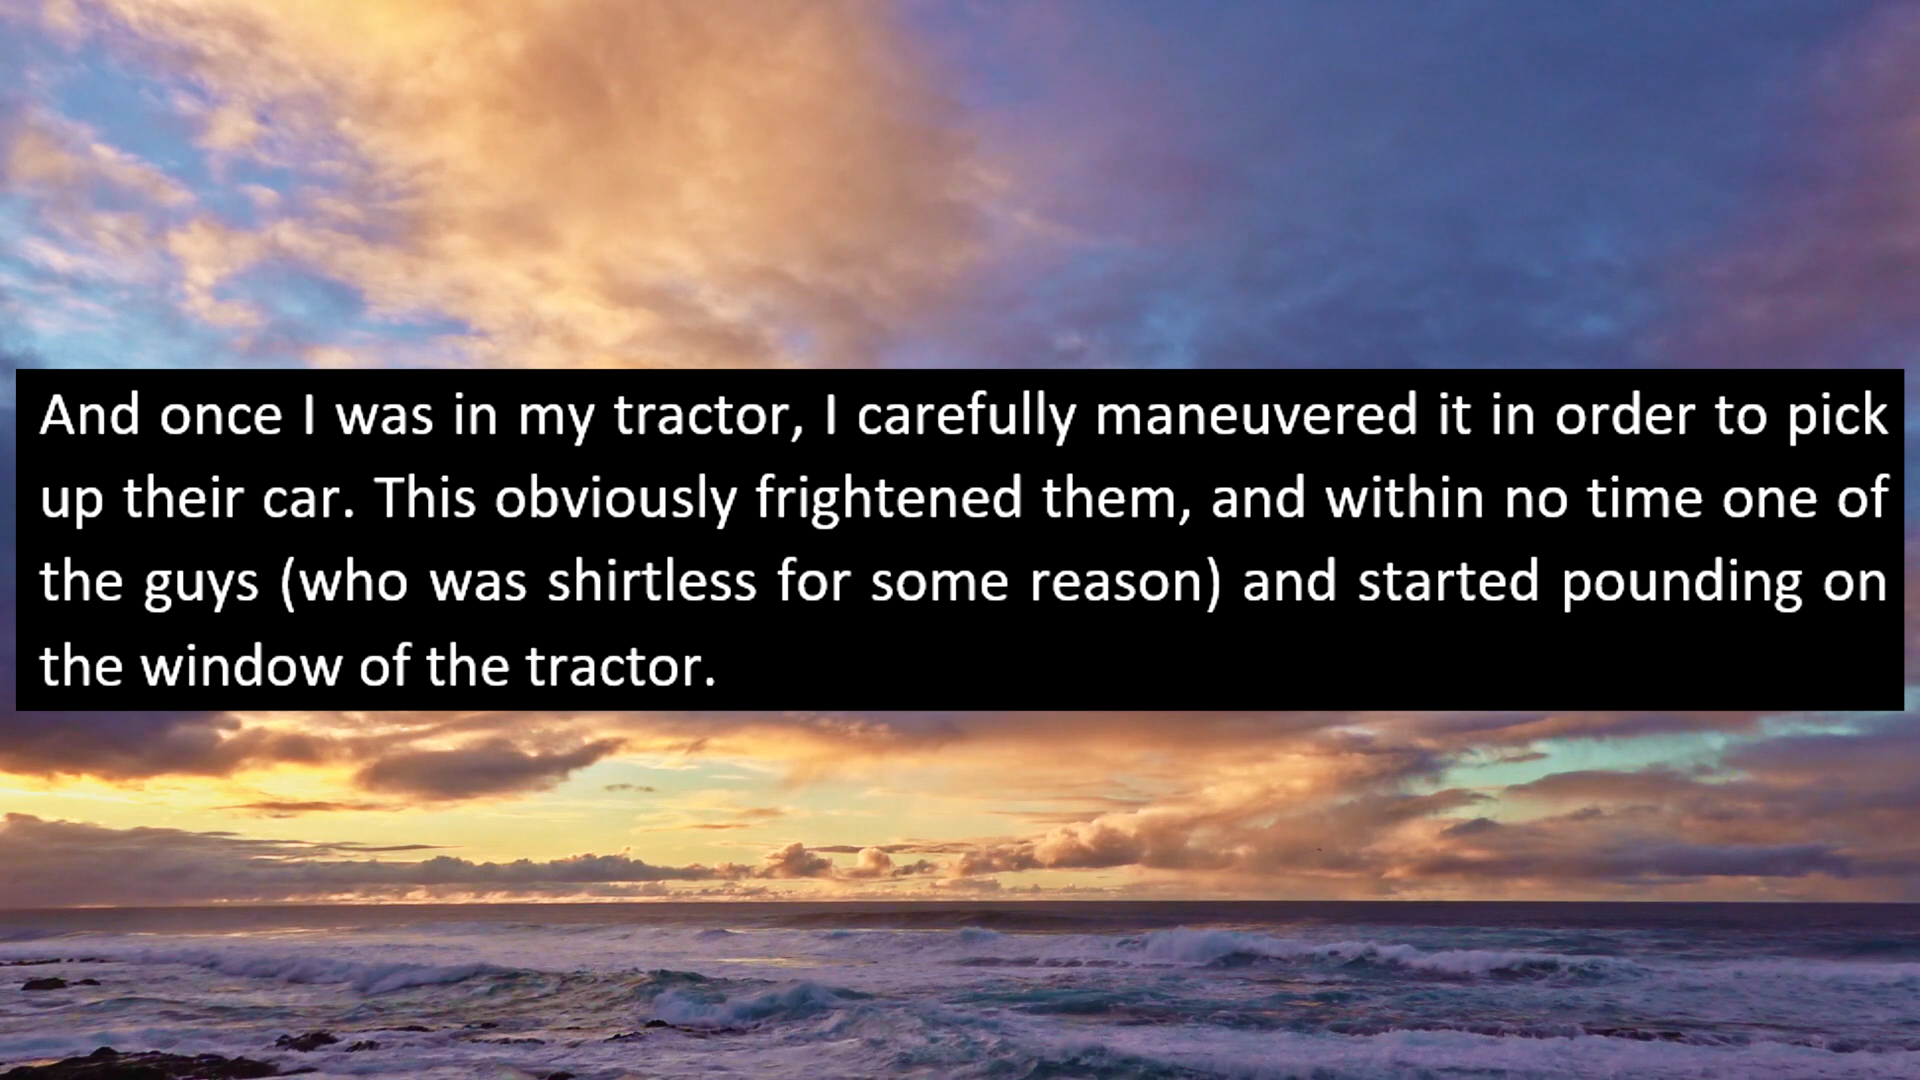 And once I was in my tractor, I carefully maneuvered it in order to pick
up their car. This obviously frightened them, and within no time one of
the guys (who was shirtless for some reason) and started pounding on
the window of the tractor.